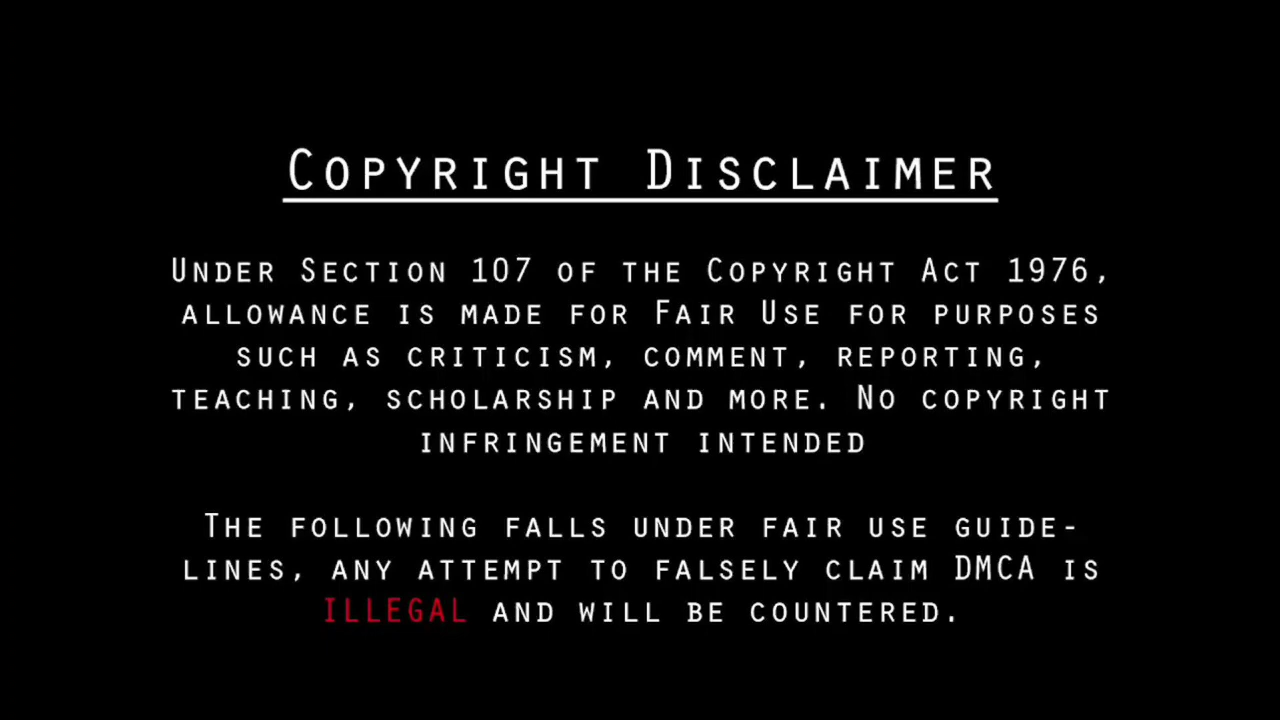 Copyright Disclaimer
Under Section 107 of the Copyright Act 1976,
allowance is made for Fair Use for purposes
such as criticism, comment, reporting,
teaching, scholarship and more. No copyright
infringement intended
The following falls under fair use guide-
lines, any attempt to falsely claim DMCA is
illegal and will be countered.